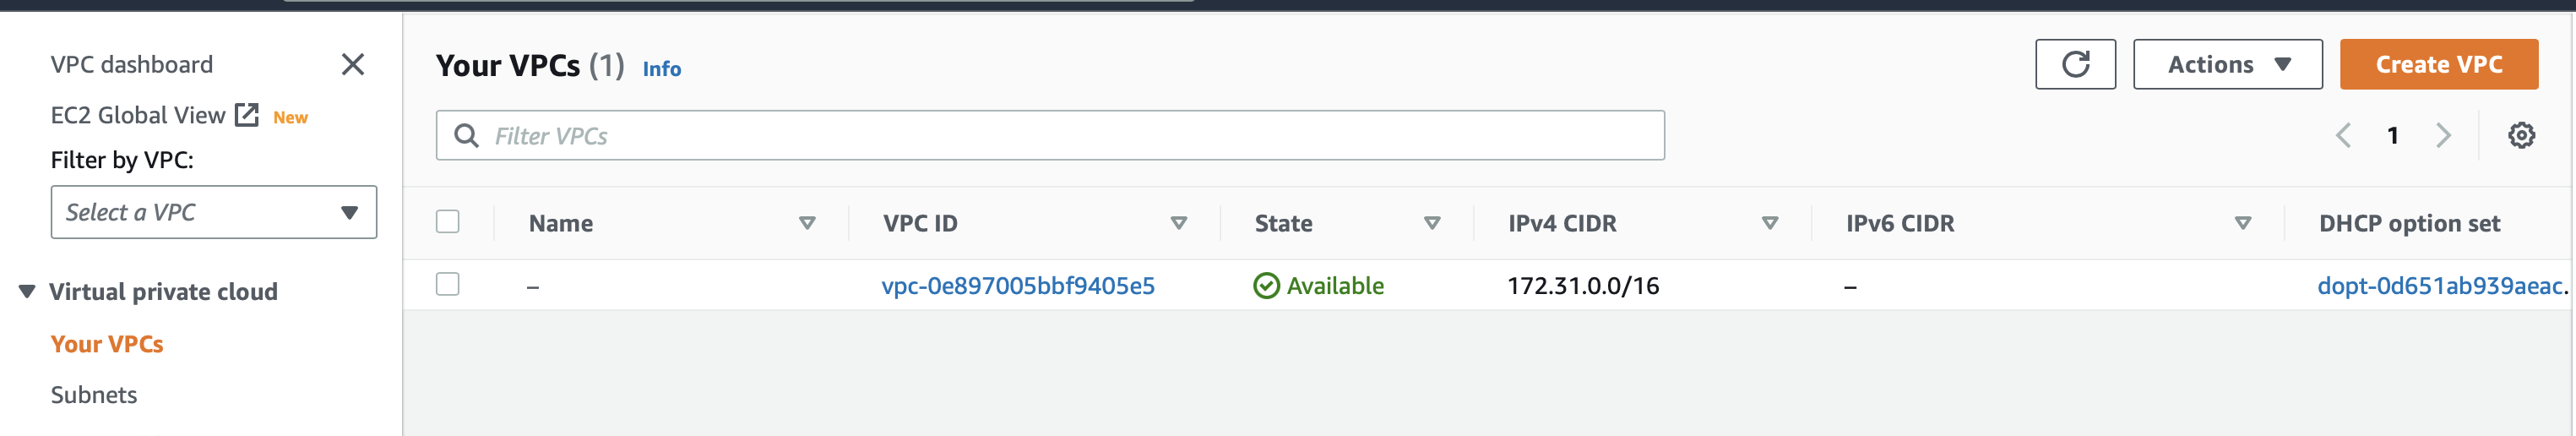 VPC dashboard
EC2 Global View New
Filter by VPC:
Select a VPC
Virtual private cloud
Your VPCs
Subnets
Your VPCs (1) Info
Actions
Create VPC
Filter VPCs
1
Name VPC ID State IPv4 CIDR IPv6 CIDR DHCP option set
– vpc-0e897005bbf9405e5 Available 172.31.0.0/16 – dopt-0d651ab939aeac.